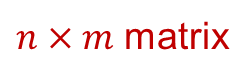 n × m matrix